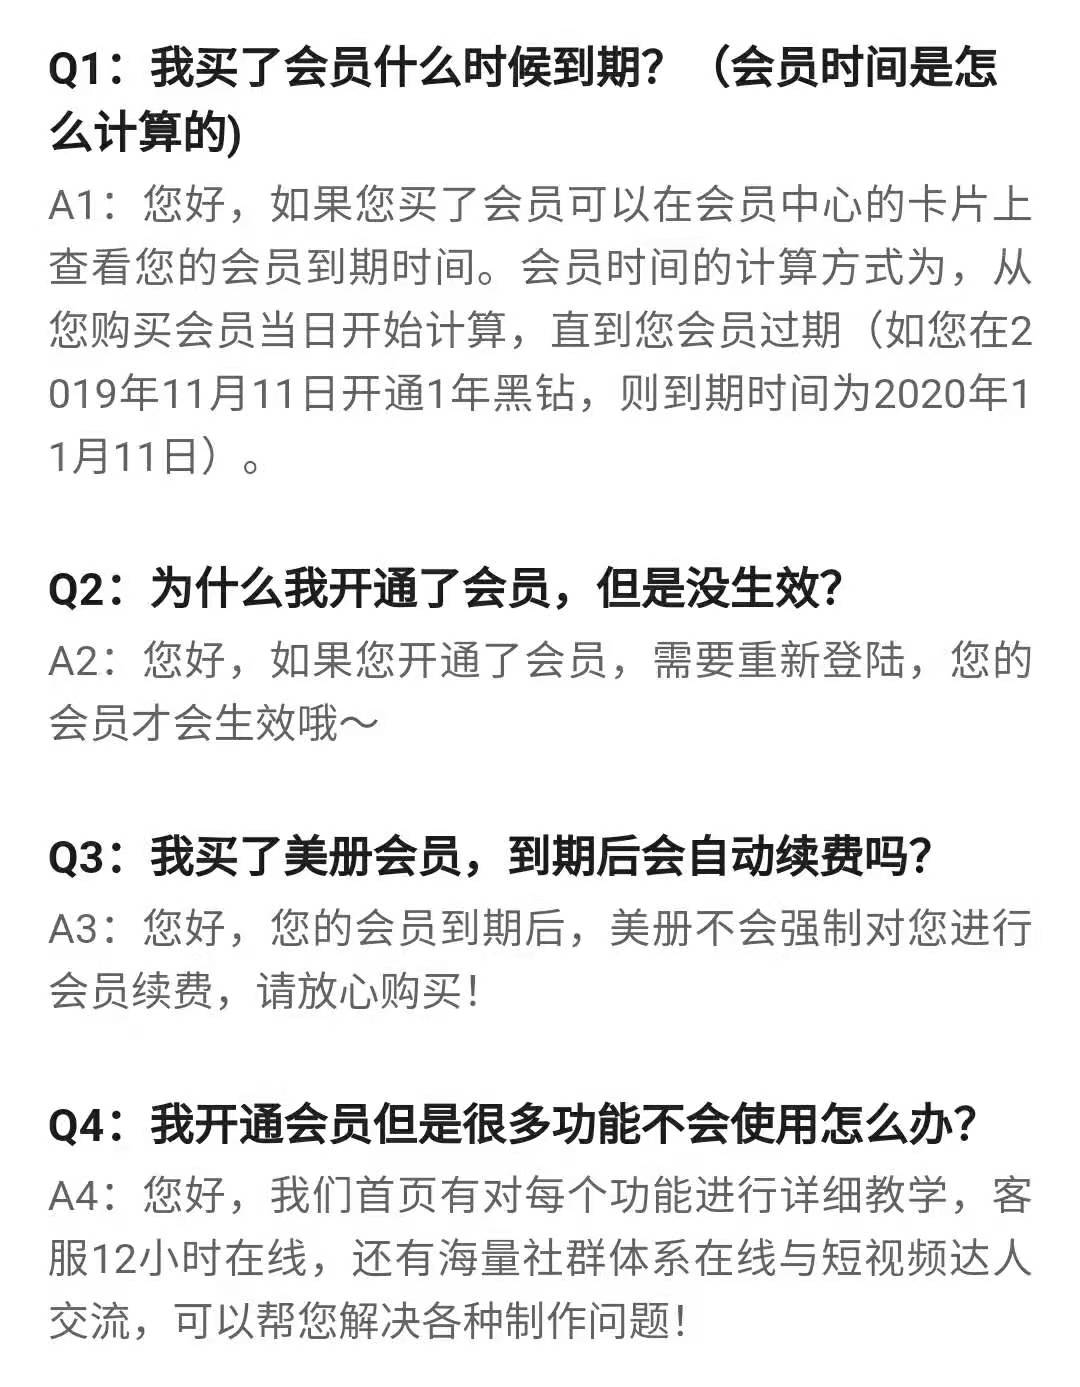 Q1：我买了会员什么时候到期？（会员时间是怎
么计算的)
A1：您好，如果您买了会员可以在会员中心的卡片上
查看您的会员到期时间。会员时间的计算方式为，从
您购买会员当日开始计算，直到您会员过期（如您在2
019年11月11日开通1年黑钻，则到期时间为2020年1
1月11日）。
Q2：为什么我开通了会员，但是没生效？
A2：您好，如果您开通了会员，需要重新登陆，您的
会员才会生效哦～
Q3：我买了美册会员，到期后会自动续费吗？
A3：您好，您的会员到期后，美册不会强制对您进行
会员续费，请放心购买！
Q4：我开通会员但是很多功能不会使用怎么办？
A4：您好，我们首页有对每个功能进行详细教学，客
服12小时在线，还有海量社群体系在线与短视频达人
交流，可以帮您解决各种制作问题！